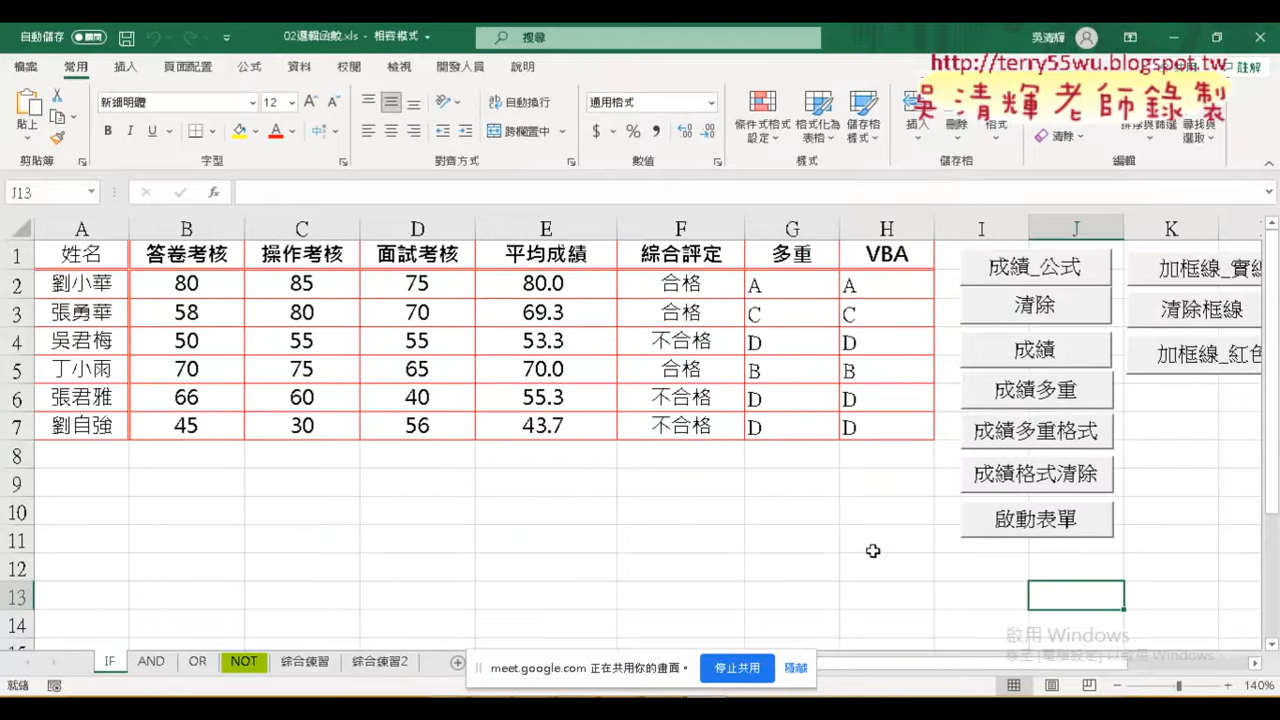 自動儲存
02邏輯函數.xls - 相容模式
搜尋
吳清輝
檔案 常用 插入 頁面配置 公式 資料 校閱 檢視 開發人員 說明
註解
http://terry55wu.blogspot.tw
吳清輝老師錄製
貼上
新細明體 12
B I U
自動換行
跨欄置中
通用格式
條件式格式設定
格式化為表格
儲存格樣式
插入 刪除 格式
清除
排序與篩選
尋找與選取
剪貼簿 字型 對齊方式 數值 樣式 儲存格 編輯
J13
fx
A B C D E F G H I J K
1 姓名 答卷考核 操作考核 面試考核 平均成績 綜合評定 多重 VBA
2 劉小華 80 85 75 80.0 合格 A A
3 張勇華 58 80 70 69.3 合格 C C
4 吳君梅 50 55 55 53.3 不合格 D D
5 丁小雨 70 75 65 70.0 合格 B B
6 張君雅 66 60 40 55.3 不合格 D D
7 劉自強 45 30 56 43.7 不合格 D D
8
9
10
11
12
13
14
成績_公式
清除
成績
成績多重
成績多重格式
成績格式清除
啟動表單
加框線_實線
清除框線
加框線_紅色
啟用 Windows
IF AND OR NOT 綜合練習 綜合練習2
meet.google.com 正在共用你的畫面。 停止共用 隱藏
就緒
140%